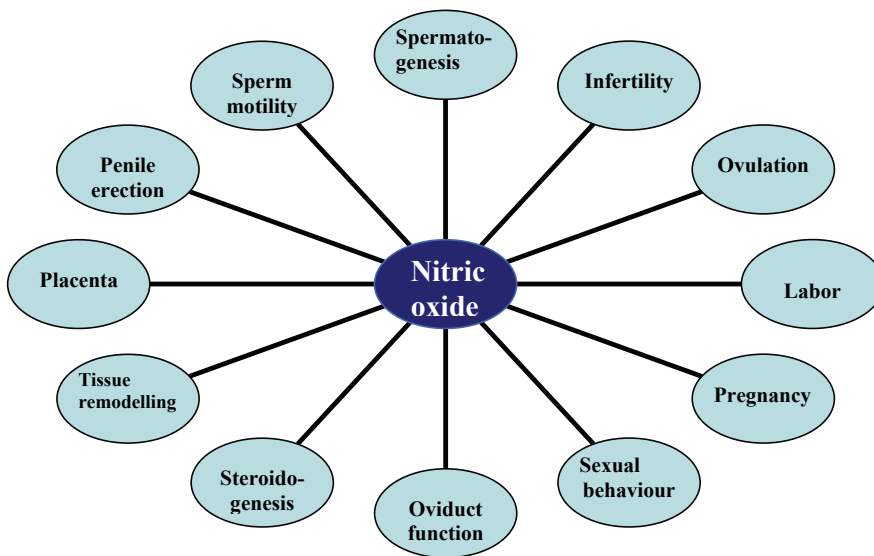 Spermato-
genesis
Infertility
Ovulation
Labor
Pregnancy
Sexual
behaviour
Oviduct
function
Steroido-
genesis
Tissue
remodelling
Placenta
Penile
erection
Sperm
motility
Nitric
oxide